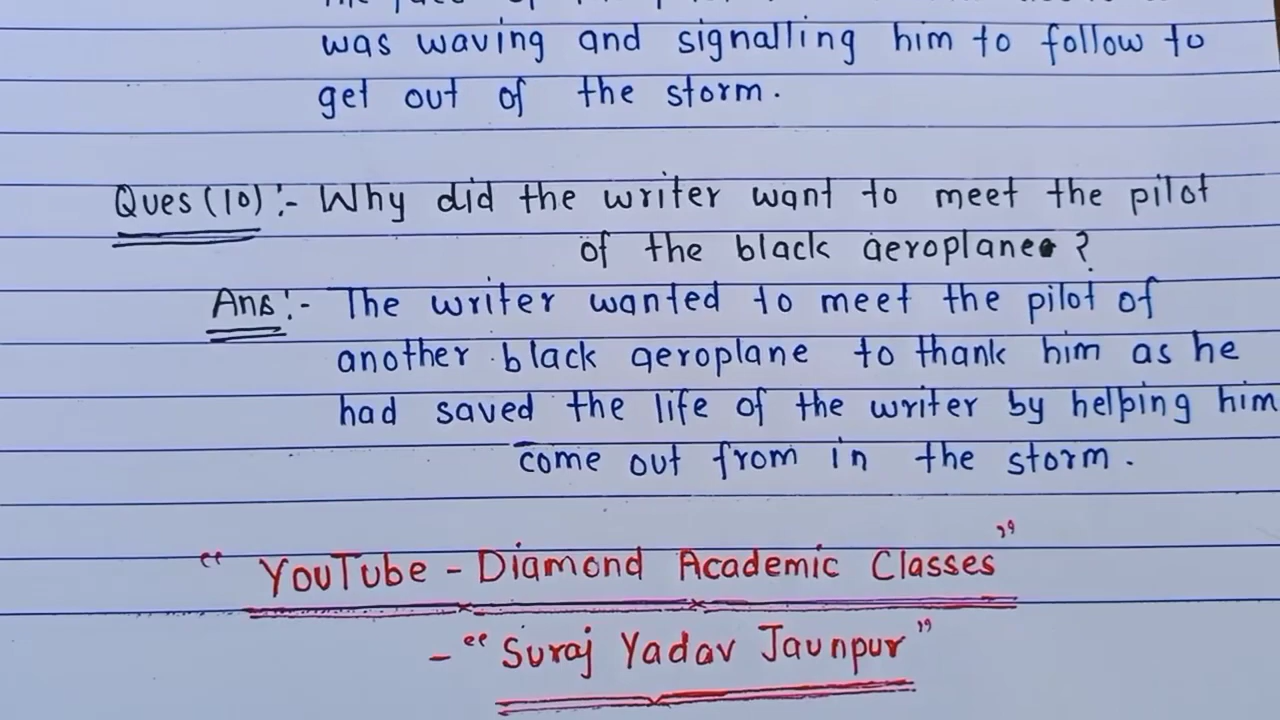 was waving and signalling him to follow to
get out of the storm.
Ques (10):- Why did the writer want to meet the pilot
of the black aeroplane ?
Ans:- The writer wanted to meet the pilot of
another black aeroplane to thank him as he
had saved the life of the writer by helping him
come out from in the storm.
"YouTube - Diamond Academic Classes"
- "Suraj Yadav Jaunpur"